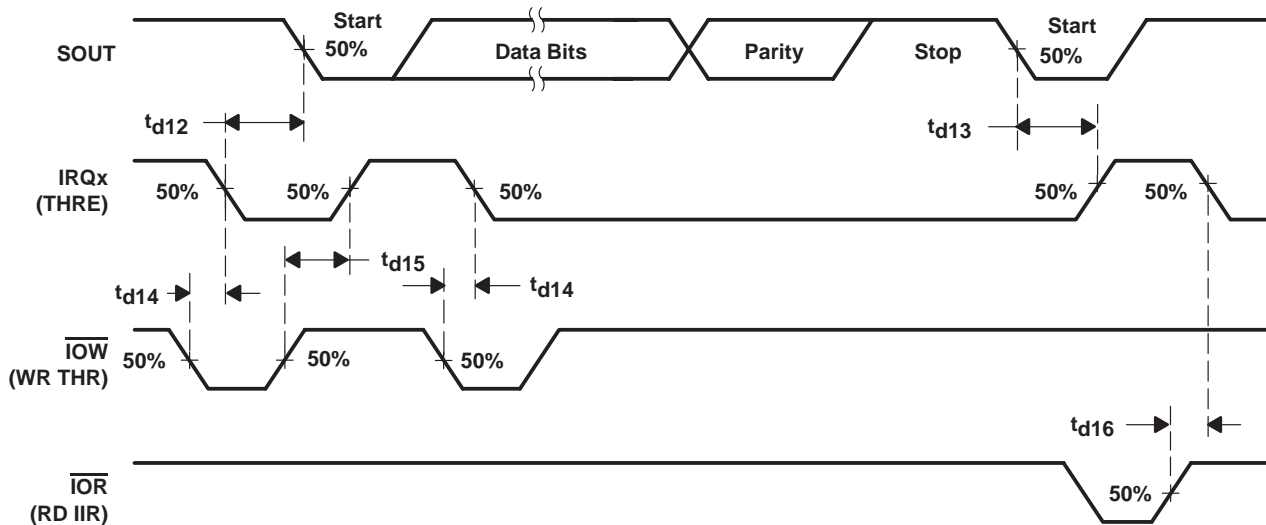 SOUT
Start
50%
Data Bits
Parity
Stop
Start
50%
td12
td13
IRQx
(THRE)
50%
50%
50%
50%
50%
td14
td15
td14
IOW
(WR THR)
50%
50%
50%
td16
IOR
(RD IIR)
50%